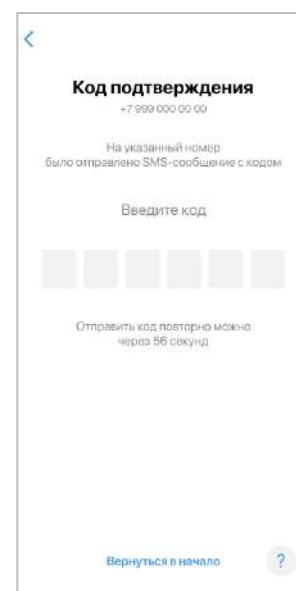 Код подтверждения
+7 999 000 00 00
На указанный номер
было отправлено SMS-сообщение с кодом
Введите код
Отправить код повторно можно
через 56 секунд
Вернуться в начало
?